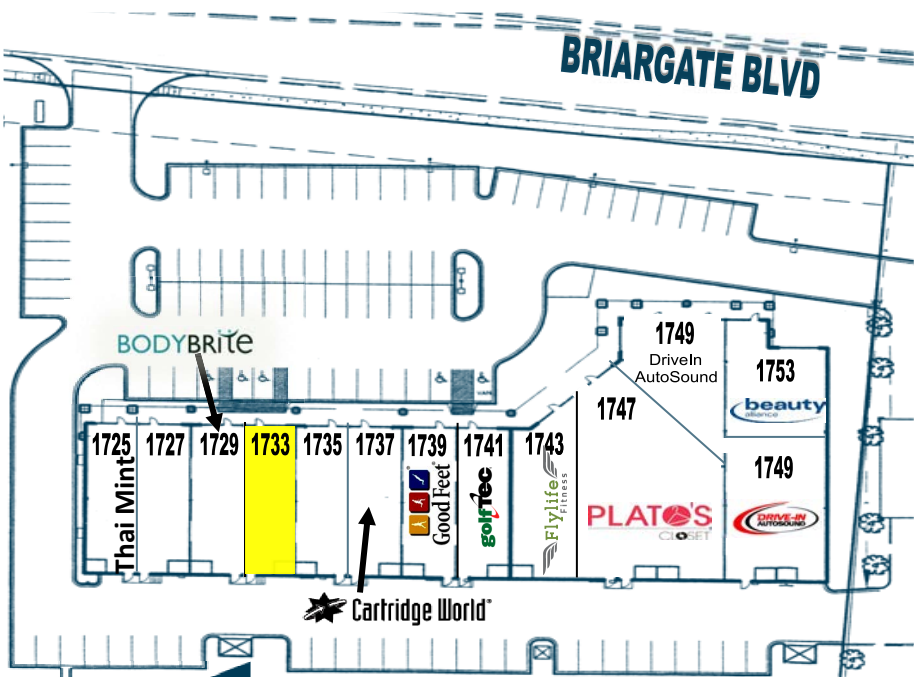 BRIARGATE BLVD
BODYBRiTE
1749
DriveIn
AutoSound
1753
beauty
alliance
1747
1725
1727
1729
1733
1735
1737
1739
1741
1743
1749
Thai Mint
Good Feet
golfTec
Flylife
Fitness
PLATO'S
CLOSET
DRIVE-IN
AUTOSOUND
Cartridge World
VAN